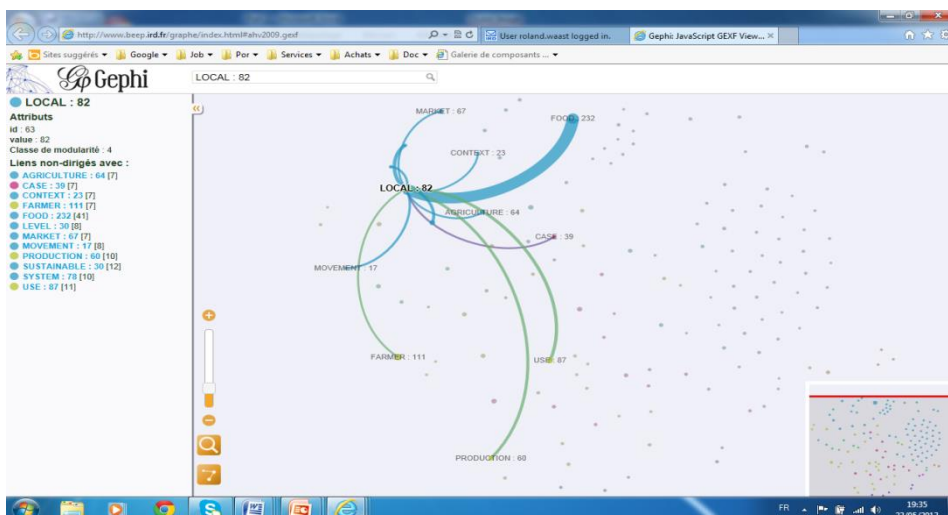 http://www.beep.ird.fr/graphe/index.html#ahv2009.gexf
User roland.waast logged in.
Gephi: JavaScript GEXF View...
Sites suggérés
Google
Job
Por
Services
Achats
Doc
Galerie de composants ...
Gephi
LOCAL : 82
LOCAL : 82
Attributs
id : 63
value : 82
Classe de modularité : 4
Liens non-dirigés avec :
AGRICULTURE : 64 [7]
CASE : 39 [7]
CONTEXT : 23 [7]
FARMER : 111 [7]
FOOD : 232 [41]
LEVEL : 30 [8]
MARKET : 67 [7]
MOVEMENT : 17 [8]
PRODUCTION : 60 [10]
SUSTAINABLE : 30 [12]
SYSTEM : 78 [10]
USE : 87 [11]
MARKET : 67
FOOD : 232
CONTEXT : 23
LOCAL : 82
AGRICULTURE : 64
CASE : 39
MOVEMENT : 17
FARMER : 111
USE : 87
PRODUCTION : 60
FR
19:35